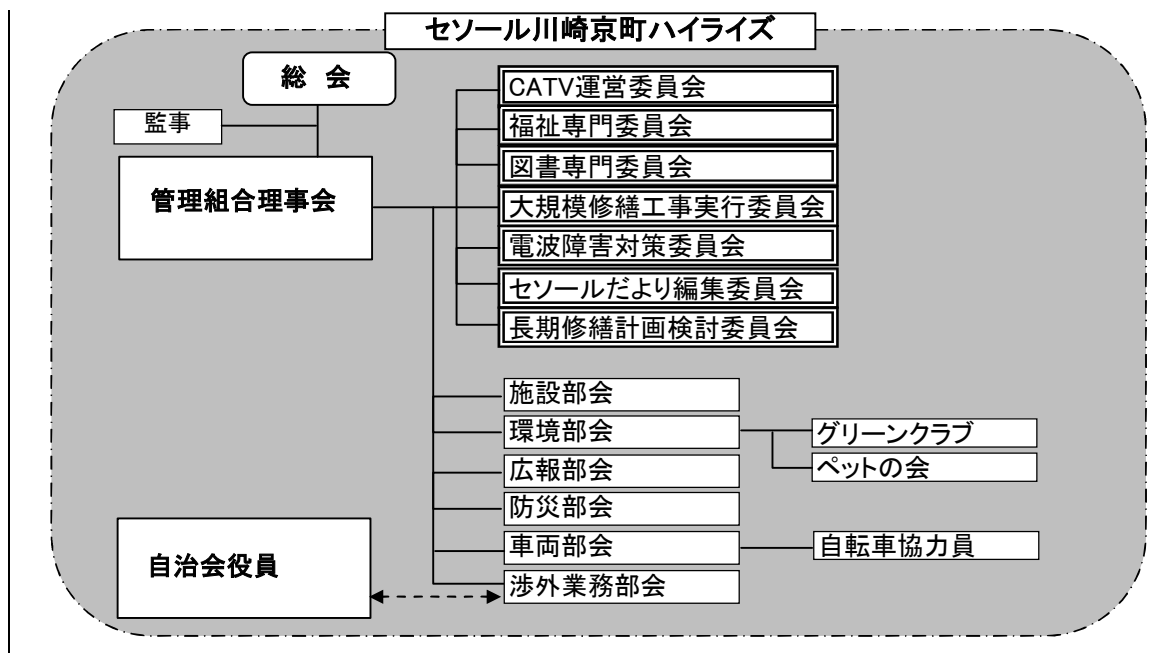 セソール川崎京町ハイライズ
総 会
監事
管理組合理事会
CATV運営委員会
福祉専門委員会
図書専門委員会
大規模修繕工事実行委員会
電波障害対策委員会
セソールだより編集委員会
長期修繕計画検討委員会
施設部会
環境部会
グリーンクラブ
広報部会
ペットの会
防災部会
車両部会
自転車協力員
自治会役員
渉外業務部会